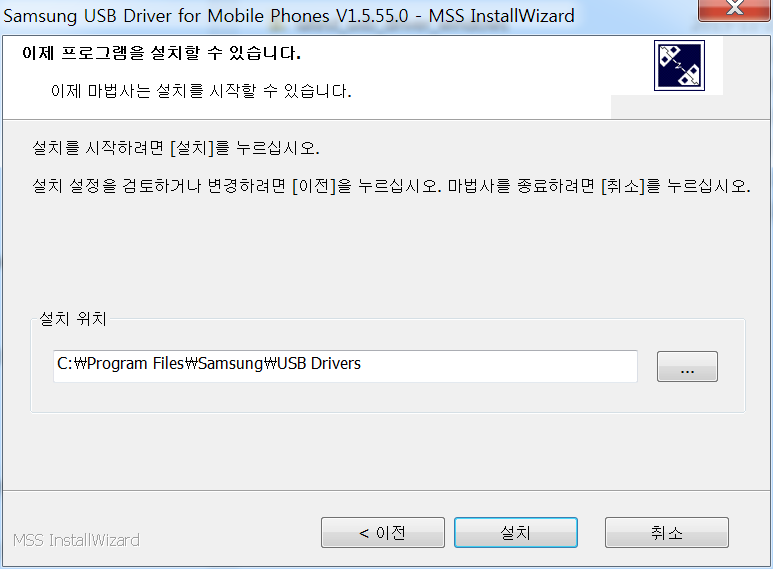 Samsung USB Driver for Mobile Phones V1.5.55.0 - MSS InstallWizard
이제 프로그램을 설치할 수 있습니다.
이제 마법사는 설치를 시작할 수 있습니다.
설치를 시작하려면 [설치]를 누르십시오.
설치 설정을 검토하거나 변경하려면 [이전]을 누르십시오. 마법사를 종료하려면 [취소]를 누르십시오.
설치 위치
C:₩Program Files₩Samsung₩USB Drivers
...
MSS InstallWizard
< 이전
설치
취소